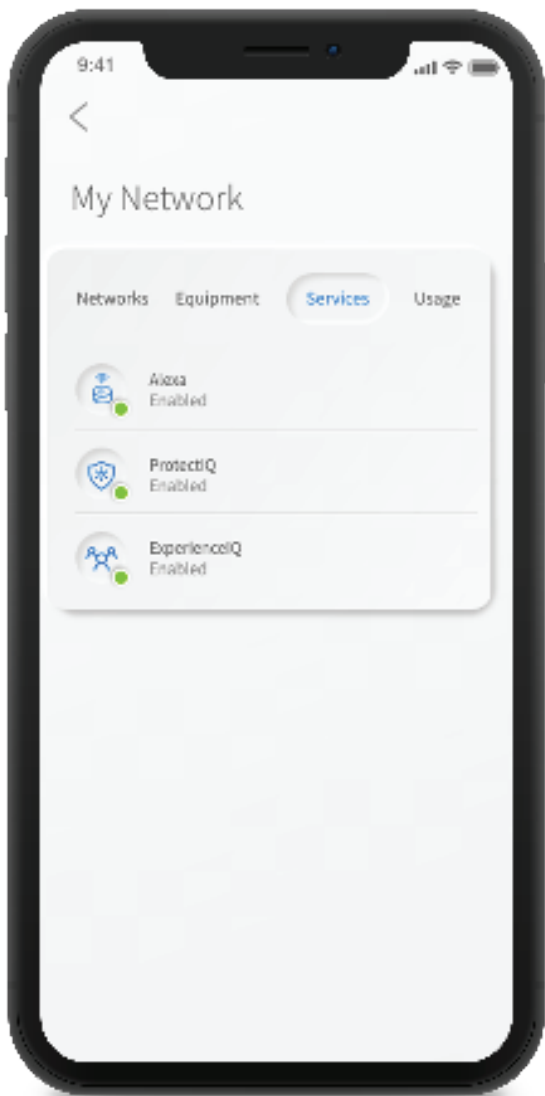 9:41
My Network
Networks Equipment Services Usage
Alexa
Enabled
ProtectIQ
Enabled
ExperienceIQ
Enabled